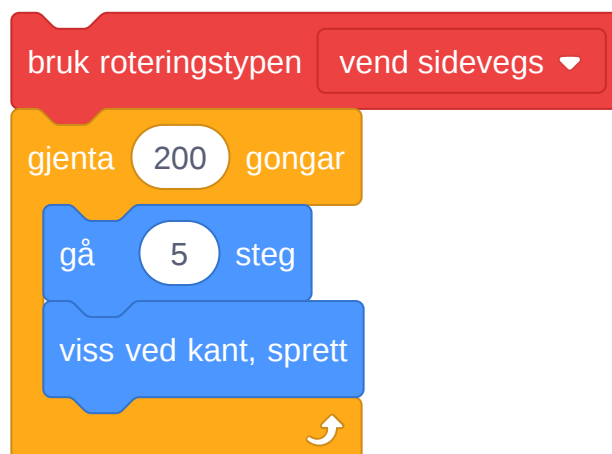 bruk roteringstypen vend sidevegs
gjenta 200 gongar
gå 5 steg
viss ved kant, sprett